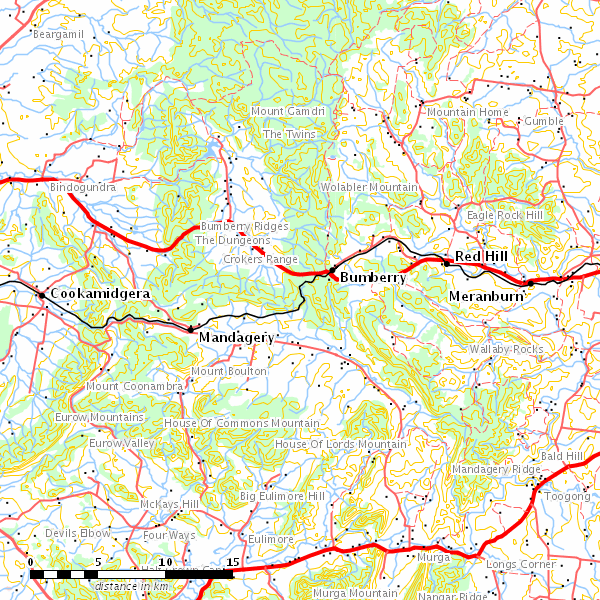 Beargamil
Mount Gamdri
Mountain Home
Gumble
The Twins
Bindogundra
Wolabler Mountain
Eagle Rock Hill
Bumberry Ridges
The Dungeons
Crokers Range
Red Hill
Bumberry
Cookamidgera
Meranburn
Mandagery
Wallaby Rocks
Mount Boulton
Mount Coonambra
Eurow Mountains
House Of Commons Mountain
Eurow Valley
House Of Lords Mountain
Bald Hill
Mandagery Ridge
Big Eulimore Hill
Toogong
McKays Hill
Devils Elbow
Four Ways
Eulimore
Murga
Longs Corner
0 5 10 15
distance in km
Murga Mountain
Nangar Ridge